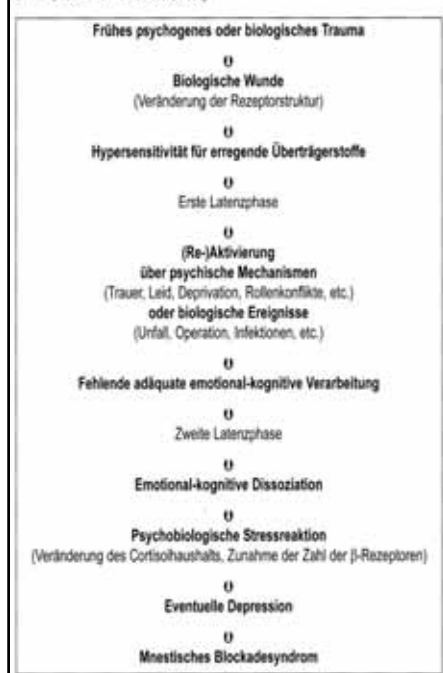 Frühes psychogenes oder biologisches Trauma
Biologische Wunde
(Veränderung der Rezeptorstruktur)
Hypersensitivität für erregende Überträgerstoffe
Erste Latenzphase
(Re-)Aktivierung
über psychische Mechanismen
(Trauer, Leid, Deprivation, Rollenkonflikte, etc.)
oder biologische Ereignisse
(Unfall, Operation, Infektionen, etc.)
Fehlende adäquate emotional-kognitive Verarbeitung
Zweite Latenzphase
Emotional-kognitive Dissoziation
Psychobiologische Stressreaktion
(Veränderung des Cortisolhaushalts, Zunahme der Zahl der β-Rezeptoren)
Eventuelle Depression
Mnestisches Blockadesyndrom